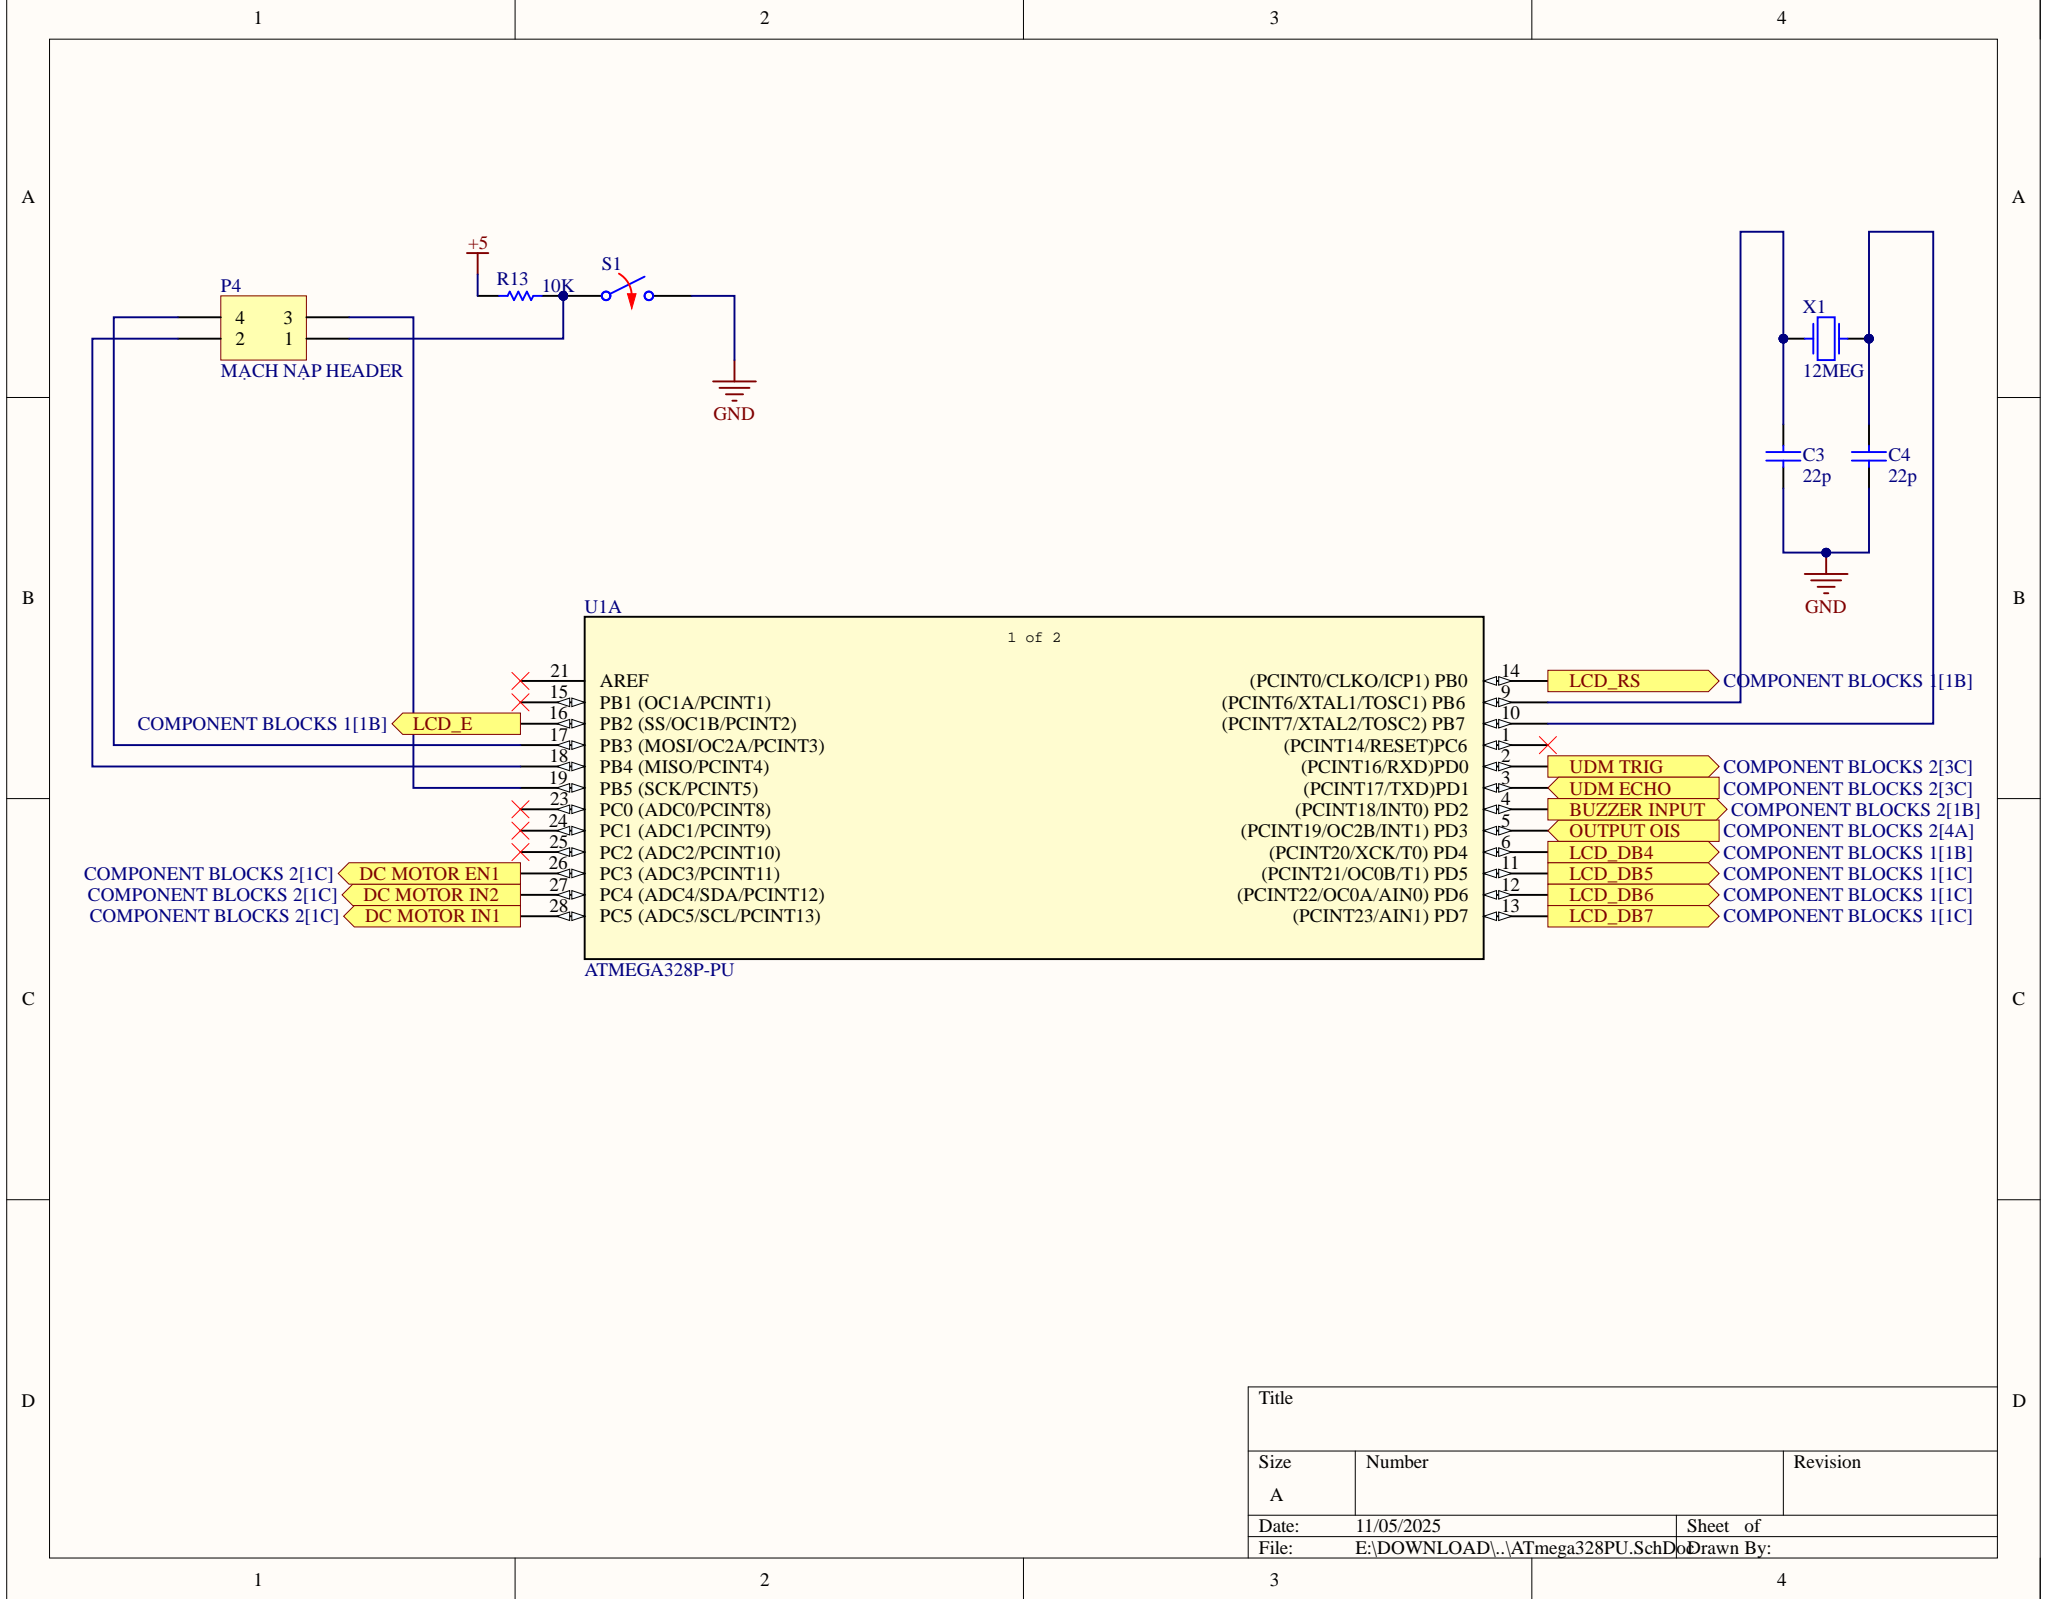 1 2 3 4
A A
+5
R13 10K S1
P4
4 3
2 1
MẠCH NẠP HEADER
GND
X1
12MEG
C3
22p
C4
22p
GND
B B
U1A
1 of 2
21 AREF
15 PB1 (OC1A/PCINT1)
COMPONENT BLOCKS 1[1B] LCD_E 16 PB2 (SS/OC1B/PCINT2)
17 PB3 (MOSI/OC2A/PCINT3)
18 PB4 (MISO/PCINT4)
19 PB5 (SCK/PCINT5)
23 PC0 (ADC0/PCINT8)
24 PC1 (ADC1/PCINT9)
25 PC2 (ADC2/PCINT10)
COMPONENT BLOCKS 2[1C] DC MOTOR EN1 26 PC3 (ADC3/PCINT11)
COMPONENT BLOCKS 2[1C] DC MOTOR IN2 27 PC4 (ADC4/SDA/PCINT12)
COMPONENT BLOCKS 2[1C] DC MOTOR IN1 28 PC5 (ADC5/SCL/PCINT13)
(PCINT0/CLKO/ICP1) PB0 14 LCD_RS COMPONENT BLOCKS 1[1B]
(PCINT6/XTAL1/TOSC1) PB6 9
(PCINT7/XTAL2/TOSC2) PB7 10
(PCINT14/RESET)PC6 1
(PCINT16/RXD)PD0 2 UDM TRIG COMPONENT BLOCKS 2[3C]
(PCINT17/TXD)PD1 3 UDM ECHO COMPONENT BLOCKS 2[3C]
(PCINT18/INT0) PD2 4 BUZZER INPUT COMPONENT BLOCKS 2[1B]
(PCINT19/OC2B/INT1) PD3 5 OUTPUT OIS COMPONENT BLOCKS 2[4A]
(PCINT20/XCK/T0) PD4 6 LCD_DB4 COMPONENT BLOCKS 1[1B]
(PCINT21/OC0B/T1) PD5 11 LCD_DB5 COMPONENT BLOCKS 1[1C]
(PCINT22/OC0A/AIN0) PD6 12 LCD_DB6 COMPONENT BLOCKS 1[1C]
(PCINT23/AIN1) PD7 13 LCD_DB7 COMPONENT BLOCKS 1[1C]
ATMEGA328P-PU
C C
D D
Title
Size Number Revision
A
Date: 11/05/2025 Sheet of
File: E:\DOWNLOAD\..\ATmega328PU.SchDoc Drawn By:
1 2 3 4